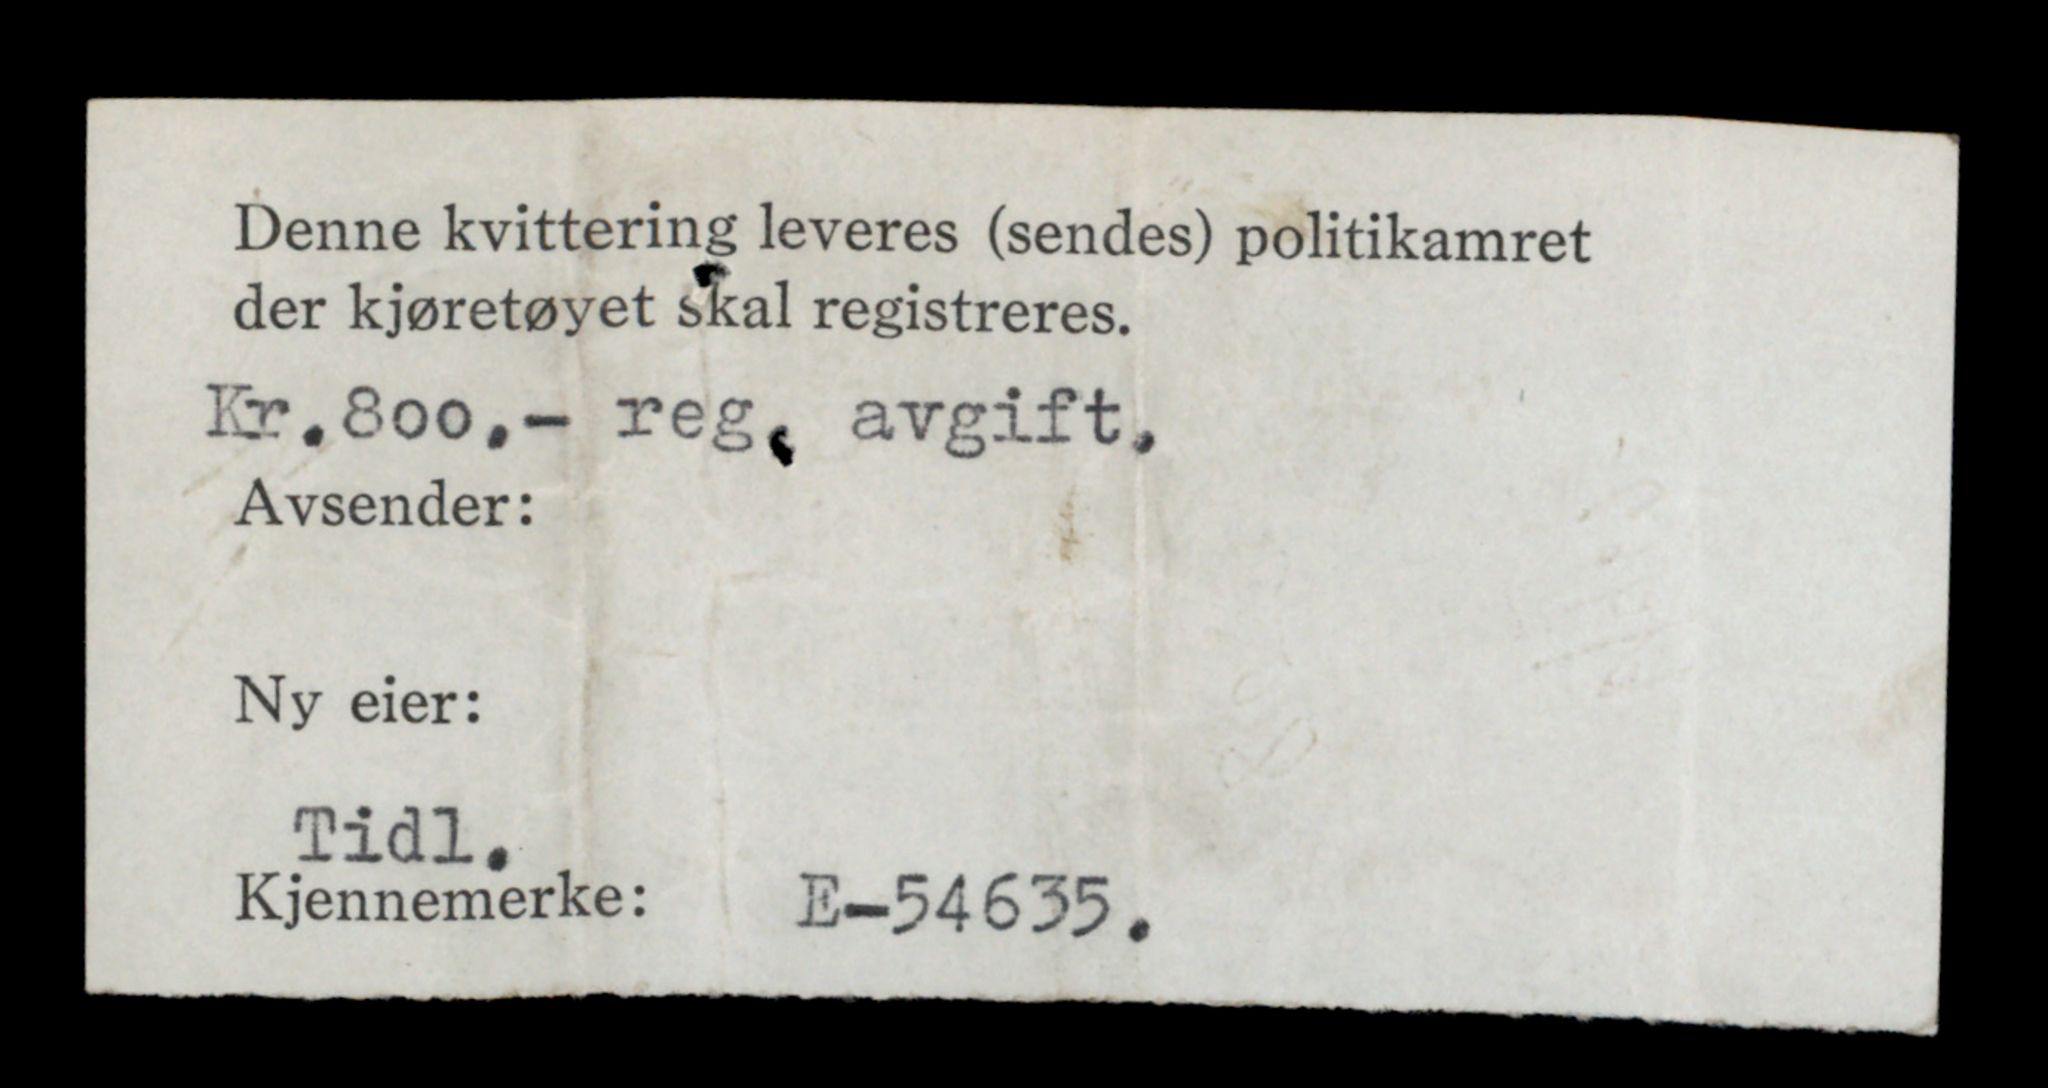 Denne kvittering leveres (sendes) politikamret
der kjøretøyet skal registreres.
Kr.800.- reg. avgift.
Avsender:
Ny eier:
Tidl.
Kjennemerke: E-54635.